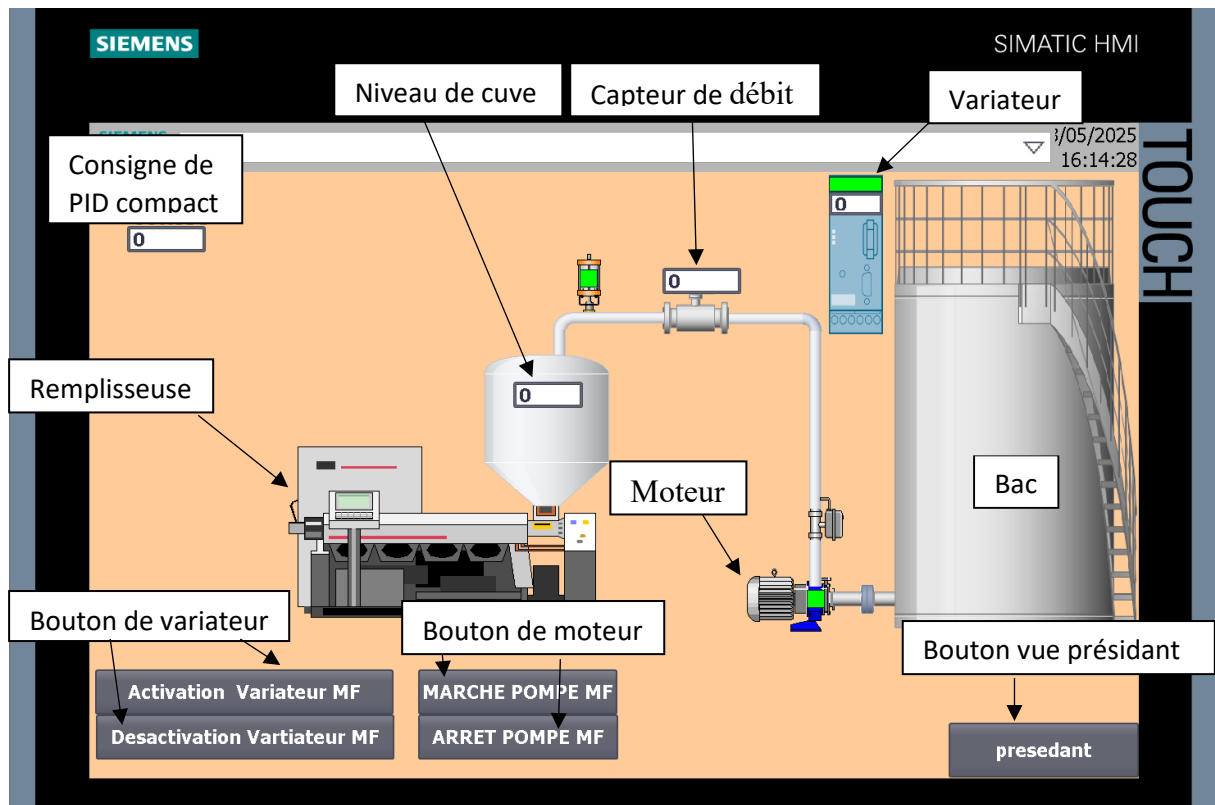 SIEMENS
SIMATIC HMI
Niveau de cuve
Capteur de débit
Variateur
TOUCH
SIEMENS
/05/2025
16:14:28
Consigne de
PID compact
0
0
0
0
Remplisseuse
Moteur
Bac
Bouton de variateur
Bouton de moteur
Bouton vue présidant
Activation Variateur MF
MARCHE POMPE MF
Desactivation Vartiateur MF
ARRET POMPE MF
présedant